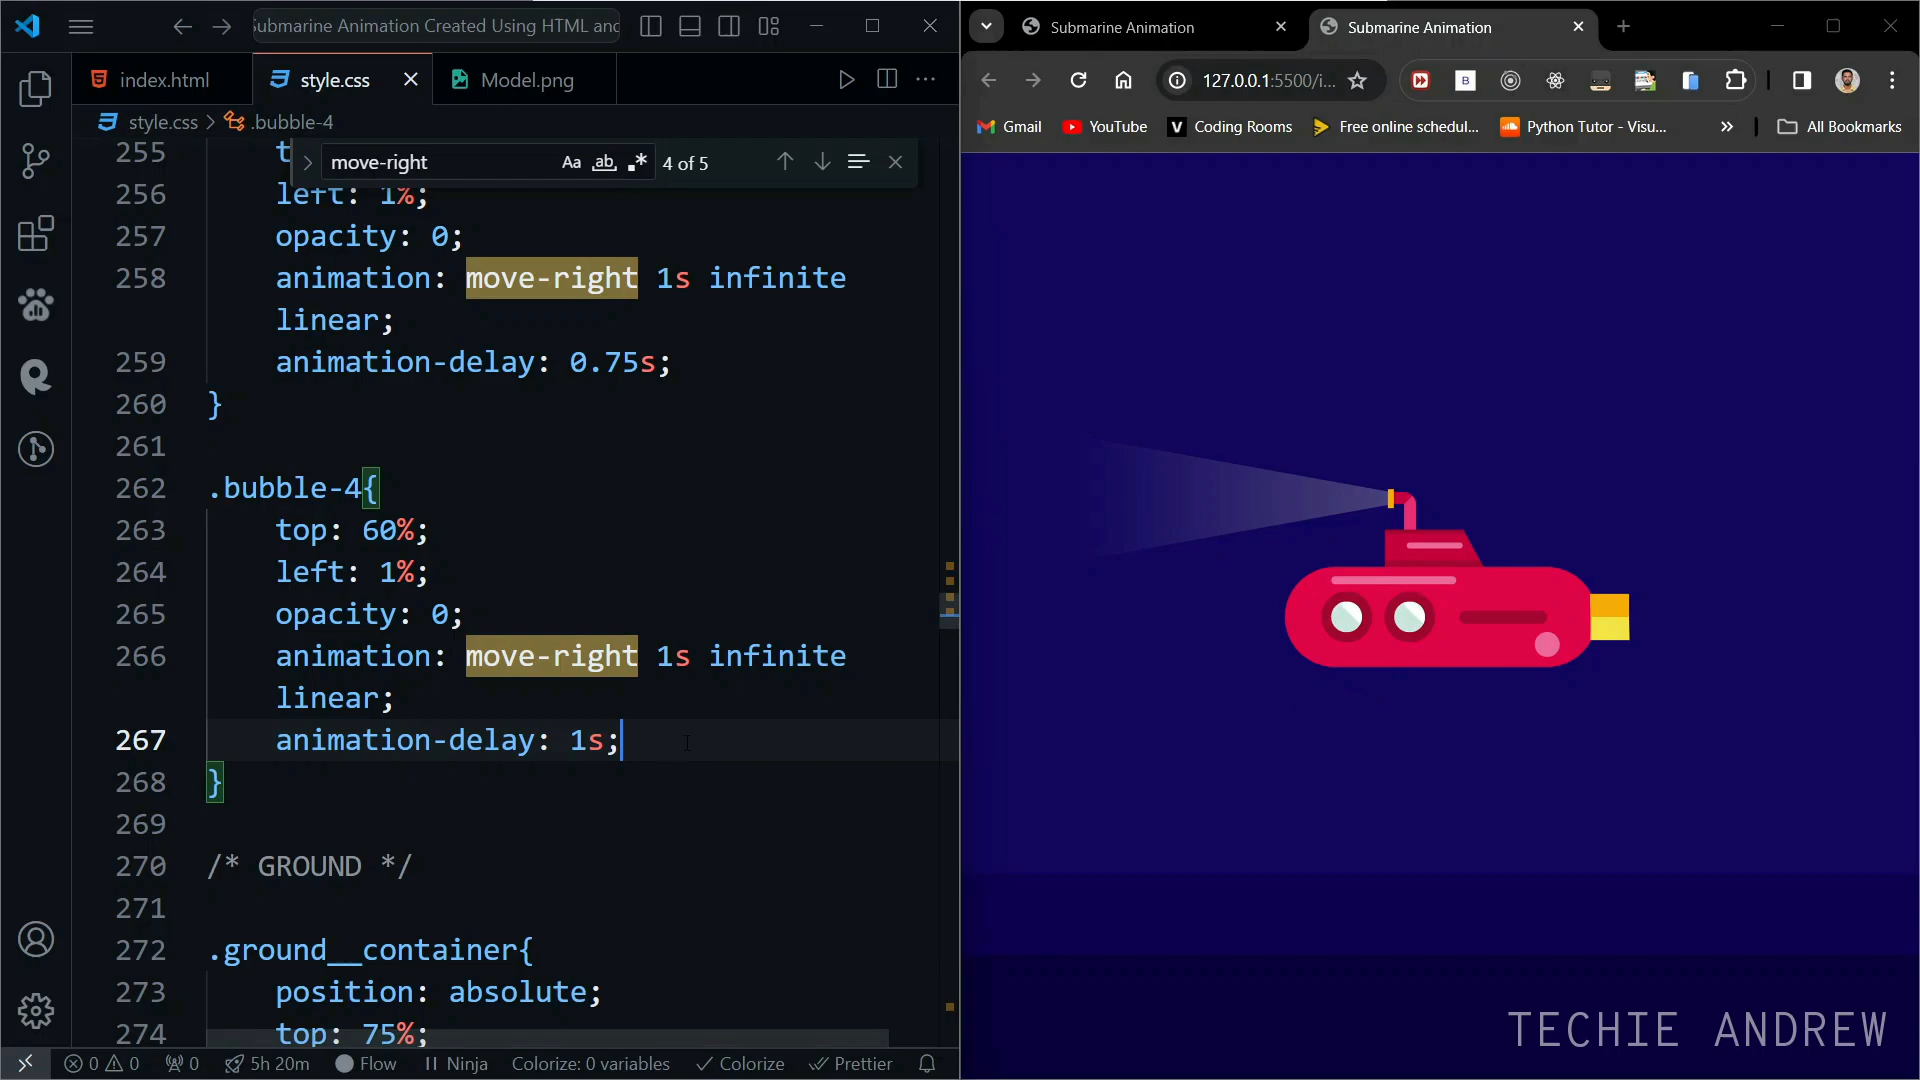 Submarine Animation Created Using HTML and
index.html
style.css
Model.png
style.css > .bubble-4
move-right
Aa
ab
.*
4 of 5
255
256 left: 1%;
257 opacity: 0;
258 animation: move-right 1s infinite
linear;
259 animation-delay: 0.75s;
260 }
261
262 .bubble-4{
263 top: 60%;
264 left: 1%;
265 opacity: 0;
266 animation: move-right 1s infinite
linear;
267 animation-delay: 1s;
268 }
269
270 /* GROUND */
271
272 .ground__container{
273 position: absolute;
274 top: 75%;
0 0 0 5h 20m Flow Ninja Colorize: 0 variables Colorize Prettier
Submarine Animation
Submarine Animation
127.0.0.1:5500/i...
Gmail YouTube V Coding Rooms Free online schedul... Python Tutor - Visu... » All Bookmarks
TECHIE ANDREW